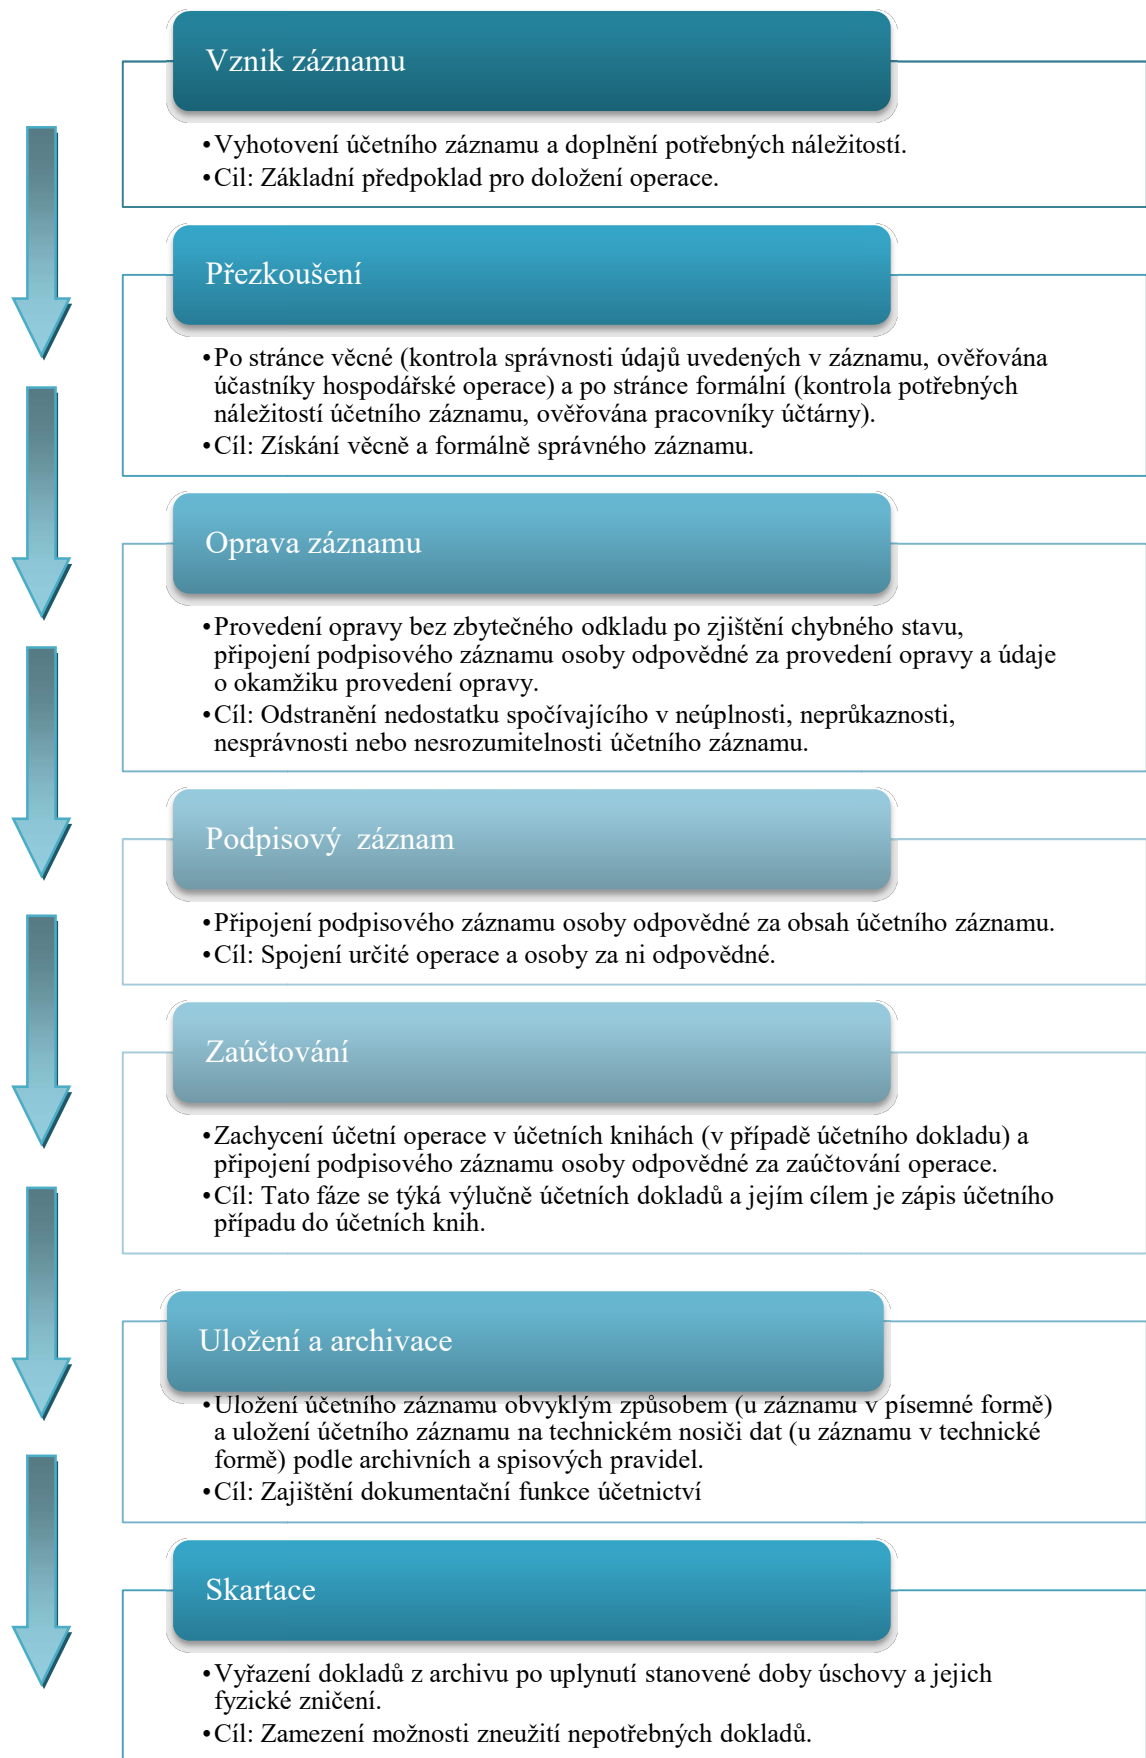 Vznik záznamu
•Vyhotovení účetního záznamu a doplnění potřebných náležitostí.
•Cil: Základní předpoklad pro doložení operace.
Přezkoušení
•Po stránce věcné (kontrola správnosti údajů uvedených v záznamu, ověřována
účastníky hospodářské operace) a po stránce formální (kontrola potřebných
náležitostí účetního záznamu, ověřována pracovníky účtárny).
•Cíl: Získání věcně a formálně správného záznamu.
Oprava záznamu
•Provedení opravy bez zbytečného odkladu po zjištění chybného stavu,
připojení podpisového záznamu osoby odpovědné za provedení opravy a údaje
o okamžiku provedení opravy.
•Cíl: Odstranění nedostatku spočívajícího v neúplnosti, neprůkaznosti,
nesprávnosti nebo nesrozumitelnosti účetního záznamu.
Podpisový  záznam
•Připojení podpisového záznamu osoby odpovědné za obsah účetního záznamu.
•Cíl: Spojení určité operace a osoby za ni odpovědné.
Zaúčtování
•Zachycení účetní operace v účetních knihách (v případě účetního dokladu) a
připojení podpisového záznamu osoby odpovědné za zaúčtování operace.
•Cíl: Tato fáze se týká výlučně účetních dokladů a jejím cílem je zápis účetního
případu do účetních knih.
Uložení a archivace
•Uložení účetního záznamu obvyklým způsobem (u záznamu v písemné formě)
a uložení účetního záznamu na technickém nosiči dat (u záznamu v technické
formě) podle archivních a spisových pravidel.
•Cíl: Zajištění dokumentační funkce účetnictví
Skartace
•Vyřazení dokladů z archivu po uplynutí stanovené doby úschovy a jejich
fyzické zničení.
•Cíl: Zamezení možnosti zneužití nepotřebných dokladů.